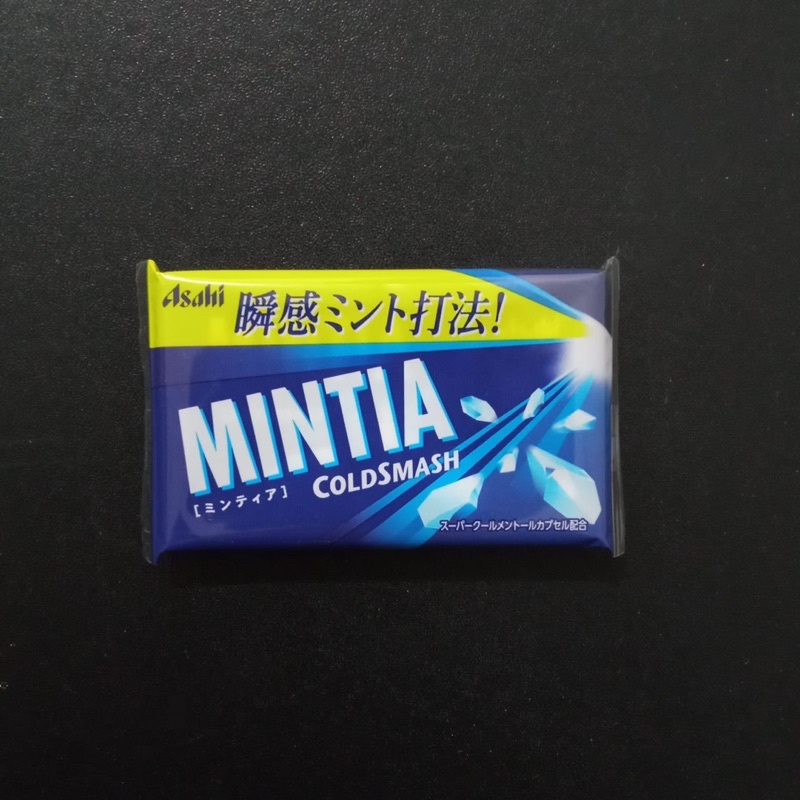 Asahi
瞬感ミント打法!
MINTIA
COLDSMASH
[ミンティア]
スーパークールメントールカプセル配合